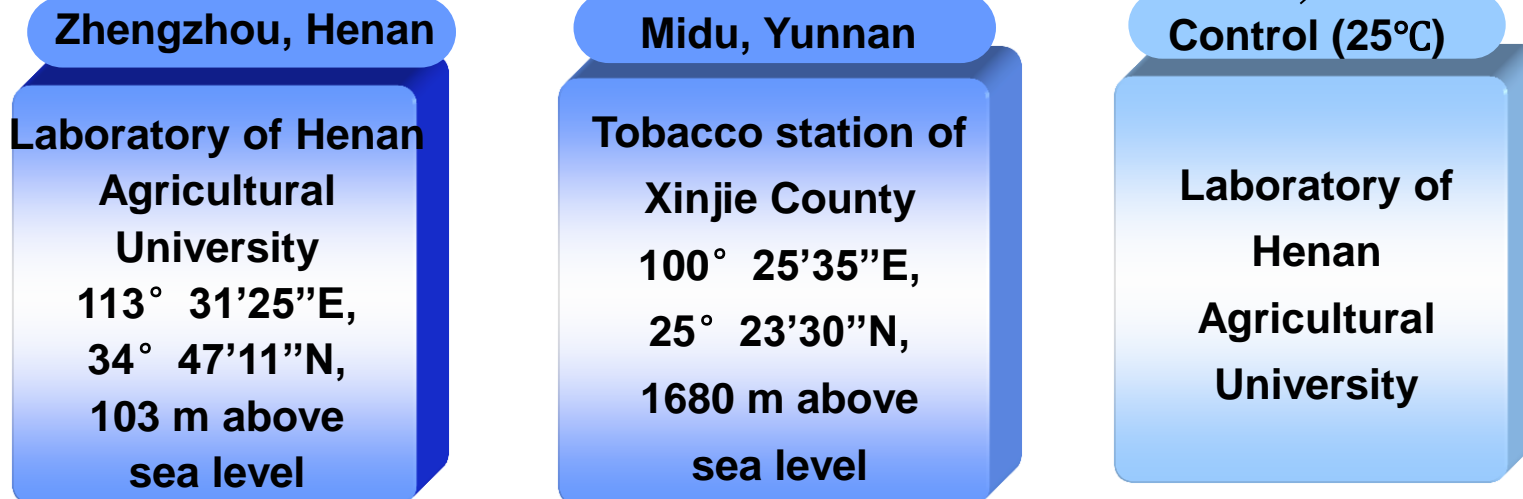 Zhengzhou, Henan
Laboratory of Henan
Agricultural
University
113° 31’25’’E,
34° 47’11’’N,
103 m above
sea level
Midu, Yunnan
Tobacco station of
Xinjie County
100° 25’35’’E,
25° 23’30’’N,
1680 m above
sea level
Control (25℃)
Laboratory of
Henan
Agricultural
University